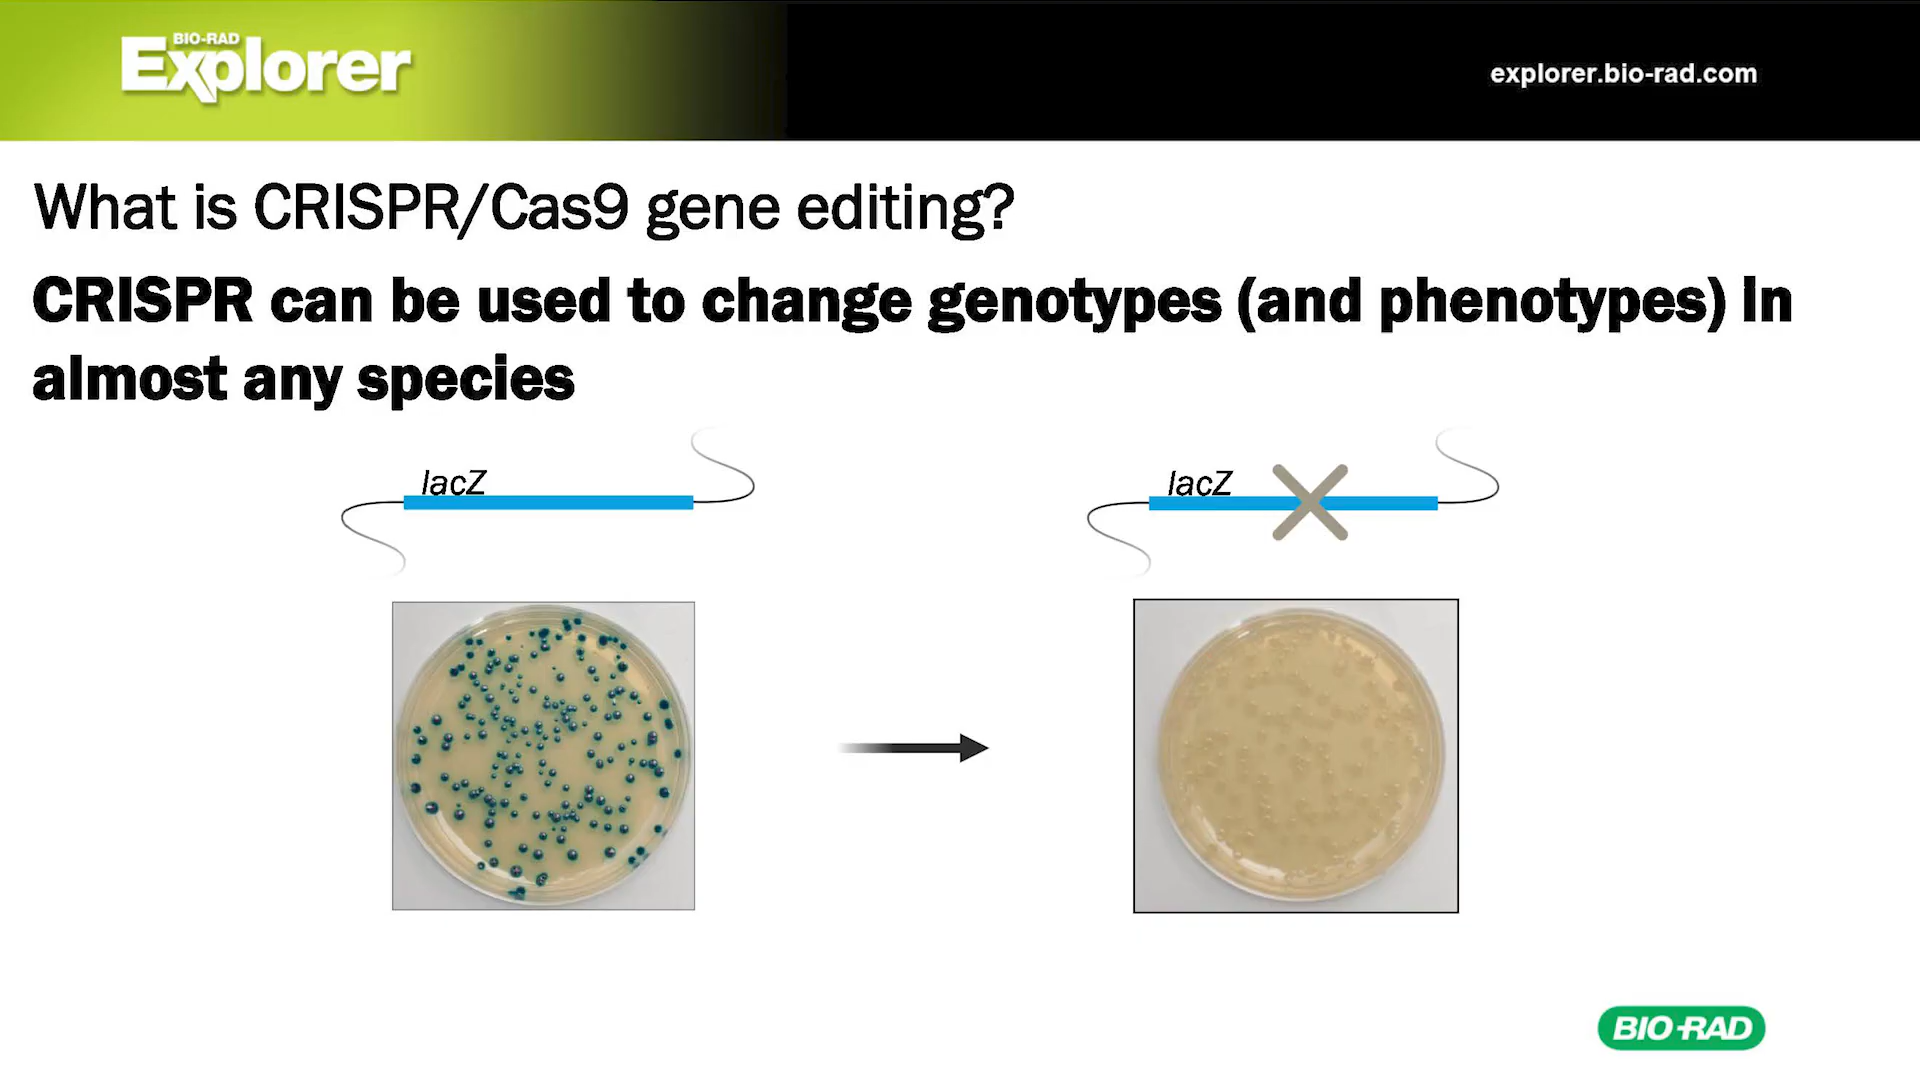 BIO-RAD
Explorer
explorer.bio-rad.com
What is CRISPR/Cas9 gene editing?
CRISPR can be used to change genotypes (and phenotypes) in
almost any species
lacZ
lacZ
BIO-RAD